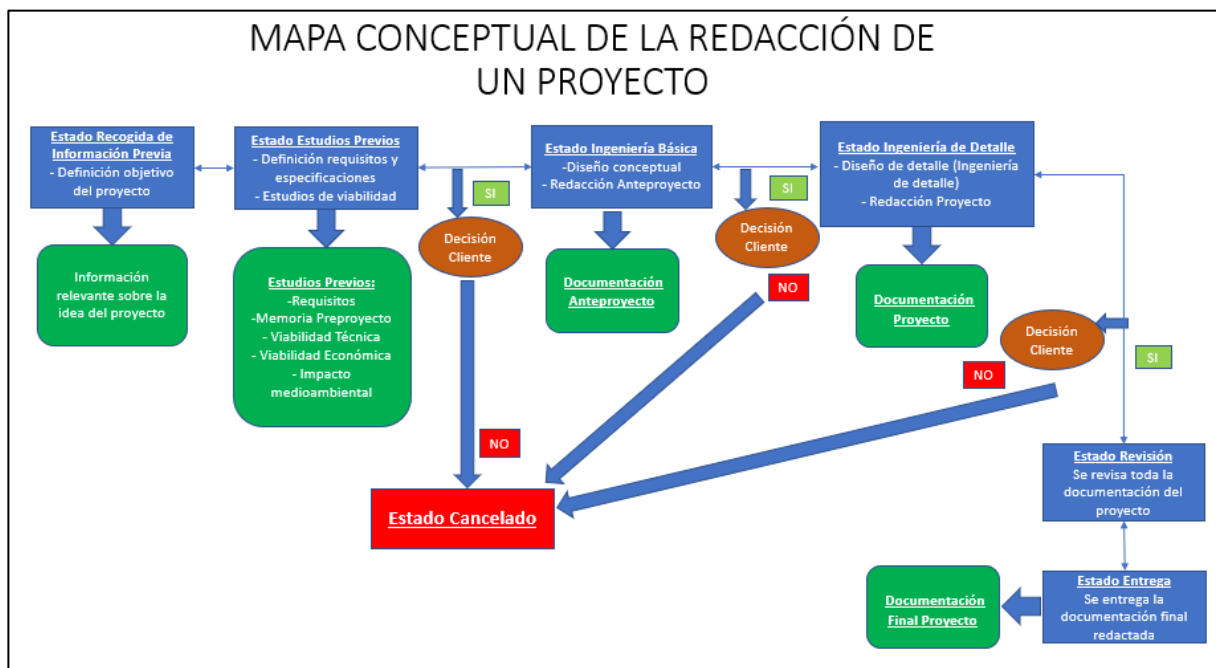 MAPA CONCEPTUAL DE LA REDACCIÓN DE
UN PROYECTO
Estado Recogida de
Información Previa
- Definición objetivo
del proyecto
Estado Estudios Previos
- Definición requisitos y
especificaciones
- Estudios de viabilidad
SI
Estado Ingeniería Básica
-Diseño conceptual
- Redacción Anteproyecto
SI
Estado Ingeniería de Detalle
- Diseño de detalle (Ingeniería
de detalle)
- Redacción Proyecto
Información
relevante sobre la
idea del proyecto
Estudios Previos:
-Requisitos
-Memoria Preproyecto
- Viabilidad Técnica
- Viabilidad Económica
- Impacto
medioambiental
Decisión
Cliente
Documentación
Anteproyecto
Decisión
Cliente
NO
Documentación
Proyecto
Decisión
Cliente
SI
NO
NO
Estado Cancelado
Estado Revisión
Se revisa toda la
documentación del
proyecto
Estado Entrega
Se entrega la
documentación final
redactada
Documentación
Final Proyecto